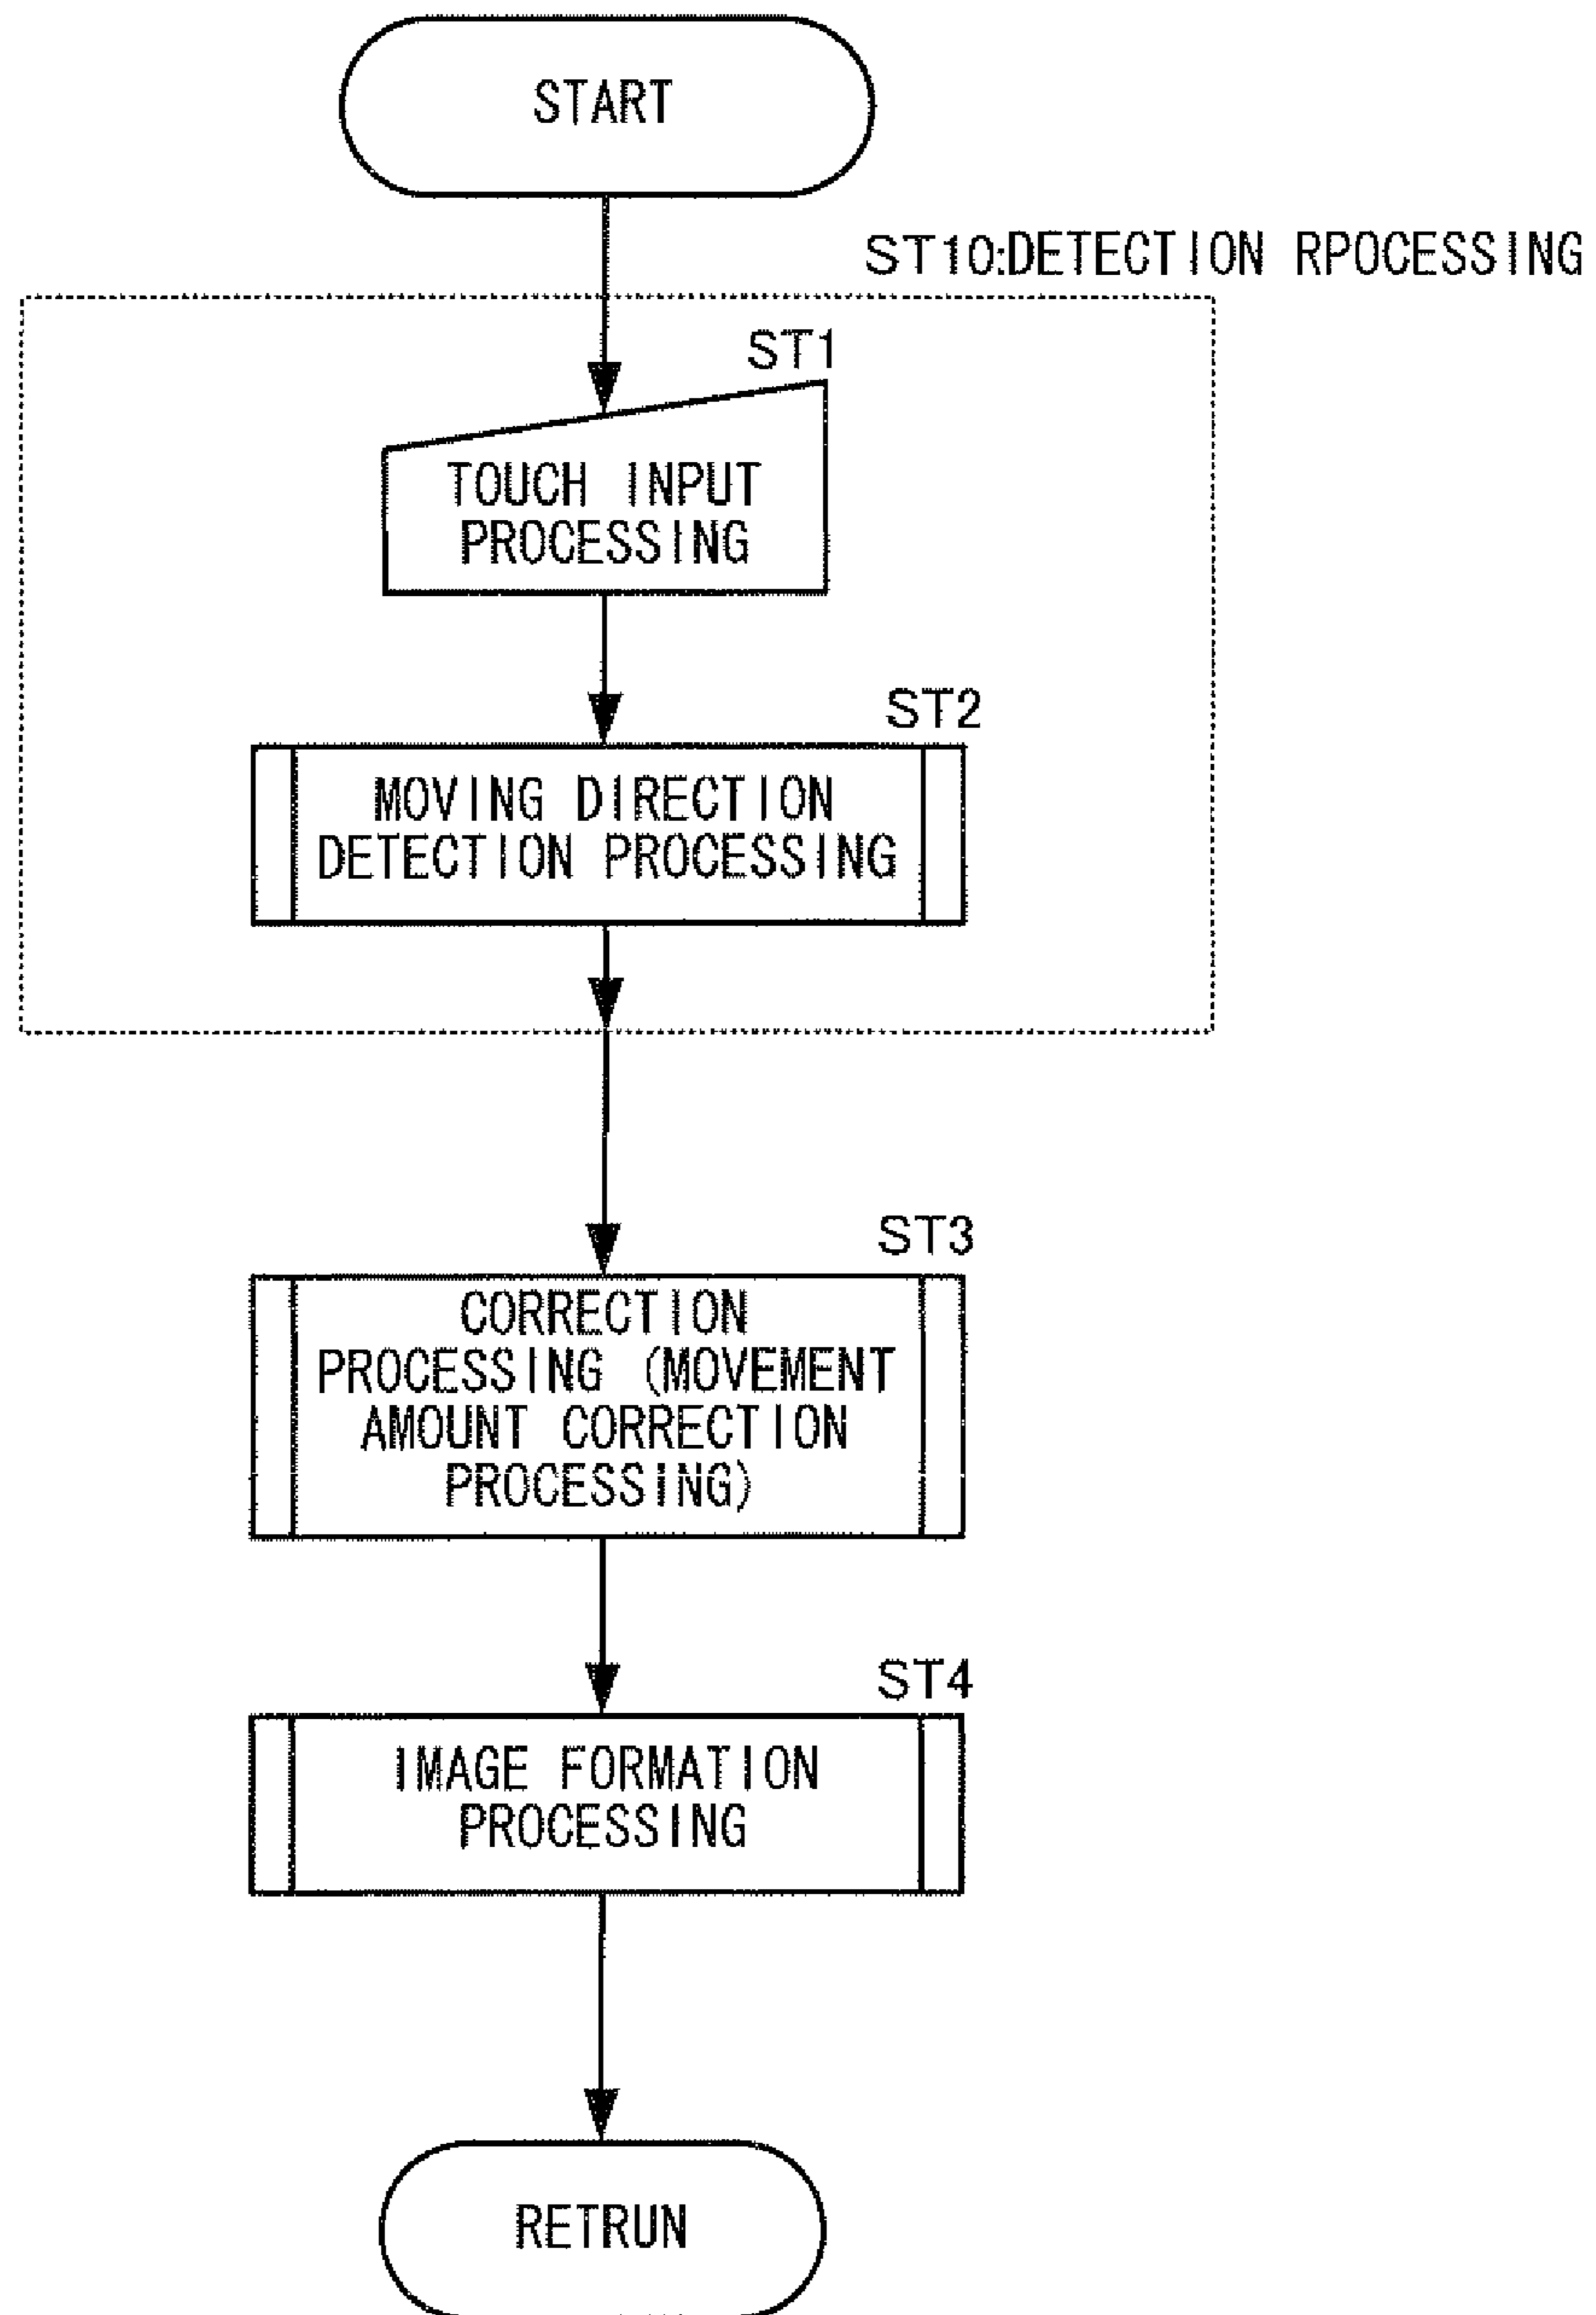 START
ST10:DETECTION RPOCESSING
ST1
TOUCH INPUT
PROCESSING
ST2
MOVING DIRECTION
DETECTION PROCESSING
ST3
CORRECTION
PROCESSING (MOVEMENT
AMOUNT CORRECTION
PROCESSING)
ST4
IMAGE FORMATION
PROCESSING
RETRUN